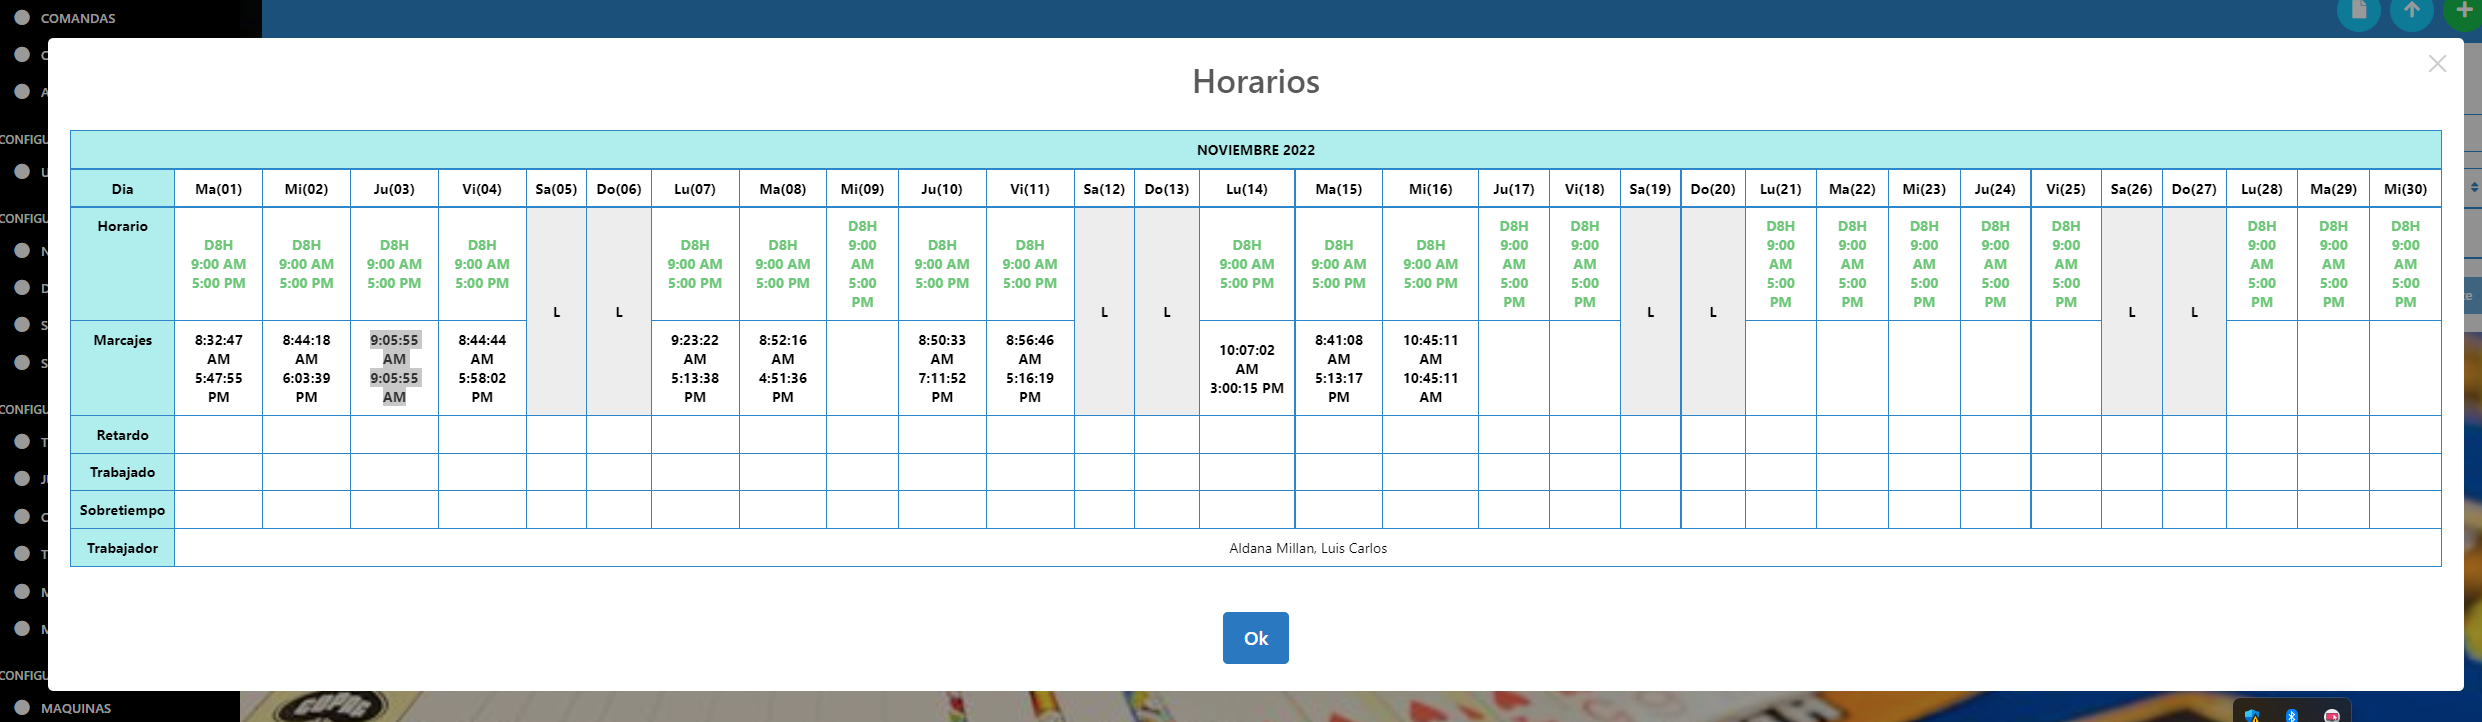 COMANDAS
C
A
CONFIGU
U
CONFIGU
N
D
S
S
CONFIGU
T
JU
C
T
M
M
CONFIGU
MAQUINAS
Horarios
NOVIEMBRE 2022
Dia Ma(01) Mi(02) Ju(03) Vi(04) Sa(05) Do(06) Lu(07) Ma(08) Mi(09) Ju(10) Vi(11) Sa(12) Do(13) Lu(14) Ma(15) Mi(16) Ju(17) Vi(18) Sa(19) Do(20) Lu(21) Ma(22) Mi(23) Ju(24) Vi(25) Sa(26) Do(27) Lu(28) Ma(29) Mi(30)
Horario
D8H
9:00 AM
5:00 PM
D8H
9:00 AM
5:00 PM
D8H
9:00 AM
5:00 PM
D8H
9:00 AM
5:00 PM
L
L
D8H
9:00 AM
5:00 PM
D8H
9:00 AM
5:00 PM
D8H
9:00
AM
5:00
PM
D8H
9:00 AM
5:00 PM
D8H
9:00 AM
5:00 PM
L
L
D8H
9:00 AM
5:00 PM
D8H
9:00 AM
5:00 PM
D8H
9:00 AM
5:00 PM
D8H
9:00
AM
5:00
PM
D8H
9:00
AM
5:00
PM
L
L
D8H
9:00
AM
5:00
PM
D8H
9:00
AM
5:00
PM
D8H
9:00
AM
5:00
PM
D8H
9:00
AM
5:00
PM
D8H
9:00
AM
5:00
PM
L
L
D8H
9:00
AM
5:00
PM
D8H
9:00
AM
5:00
PM
D8H
9:00
AM
5:00
PM
Marcajes
8:32:47
AM
5:47:55
PM
8:44:18
AM
6:03:39
PM
9:05:55
AM
9:05:55
AM
8:44:44
AM
5:58:02
PM
9:23:22
AM
5:13:38
PM
8:52:16
AM
4:51:36
PM
8:50:33
AM
7:11:52
PM
8:56:46
AM
5:16:19
PM
10:07:02
AM
3:00:15 PM
8:41:08
AM
5:13:17
PM
10:45:11
AM
10:45:11
AM
Retardo
Trabajado
Sobretiempo
Trabajador Aldana Millan, Luis Carlos
Ok